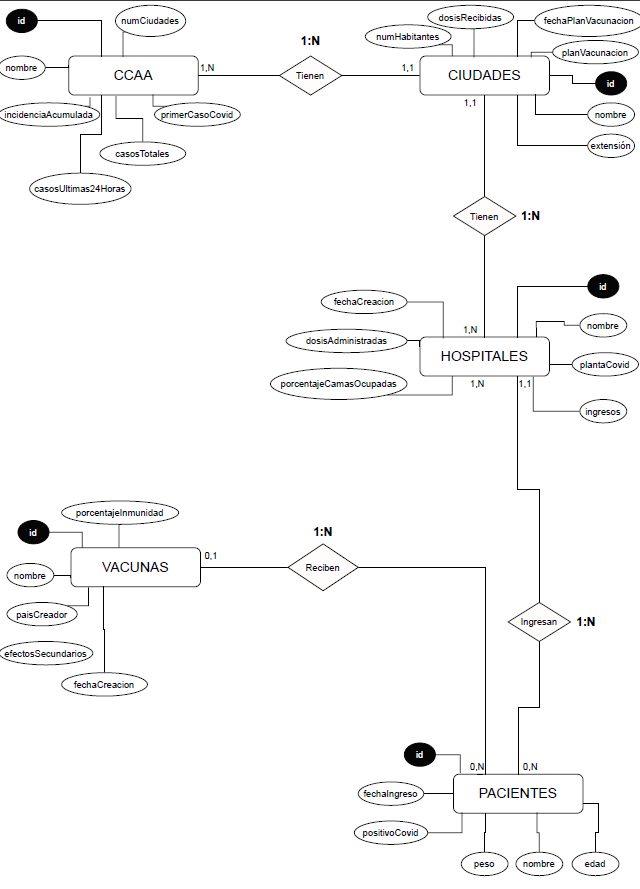 id
numCiudades
nombre
CCAA
incidenciaAcumulada
primerCasoCovid
casosTotales
casosUltimas24Horas
1,N
1:N
Tienen
1,1
dosisRecibidas
numHabitantes
fechaPlanVacunacion
planVacunacion
CIUDADES
id
nombre
extensión
1,1
Tienen
1:N
id
fechaCreacion
1,N
nombre
dosisAdministradas
HOSPITALES
plantaCovid
porcentajeCamasOcupadas
1,N
1,1
ingresos
porcentajeInmunidad
id
VACUNAS
0,1
nombre
paisCreador
efectosSecundarios
fechaCreacion
1:N
Reciben
Ingresan
1:N
id
0,N
0,N
fechaIngreso
PACIENTES
positivoCovid
peso
nombre
edad